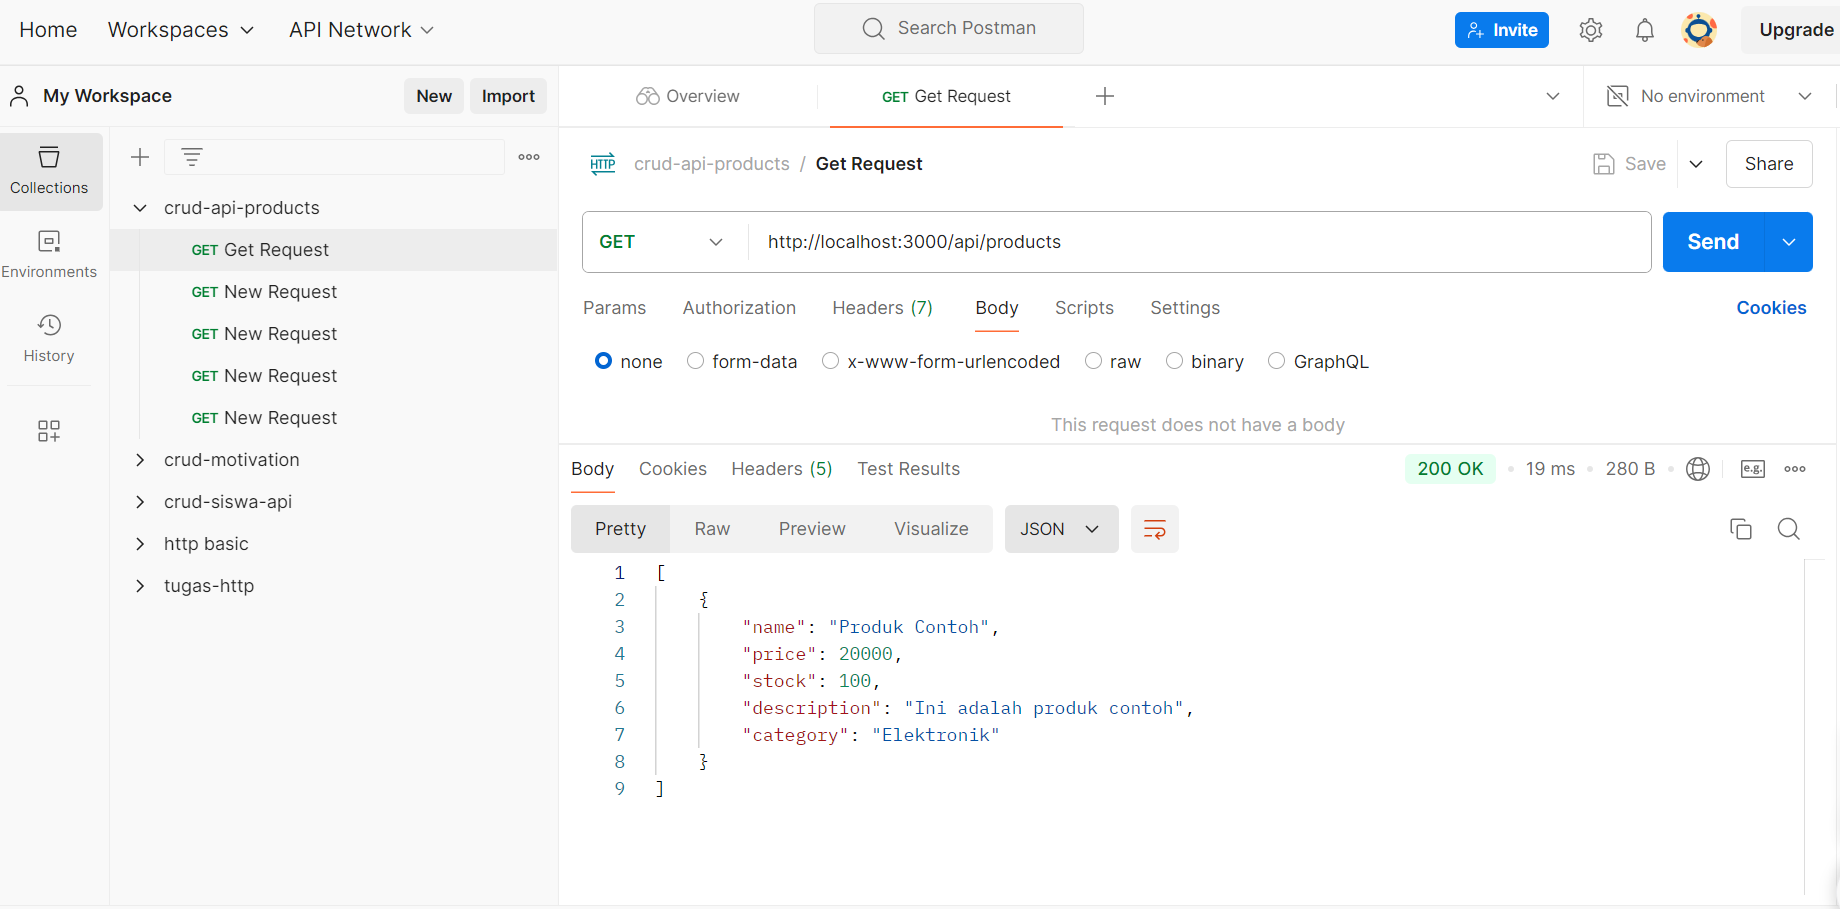 Home Workspaces API Network Search Postman Invite Upgrade
My Workspace New Import Overview GET Get Request No environment
Collections
Environments
History
crud-api-products
GET Get Request
GET New Request
GET New Request
GET New Request
GET New Request
crud-motivation
crud-siswa-api
http basic
tugas-http
HTTP crud-api-products / Get Request Save Share
GET http://localhost:3000/api/products Send
Params Authorization Headers (7) Body Scripts Settings Cookies
none form-data x-www-form-urlencoded raw binary GraphQL
This request does not have a body
Body Cookies Headers (5) Test Results 200 OK 19 ms 280 B e.g.
Pretty Raw Preview Visualize JSON
1 [
2 {
3 "name": "Produk Contoh",
4 "price": 20000,
5 "stock": 100,
6 "description": "Ini adalah produk contoh",
7 "category": "Elektronik"
8 }
9 ]